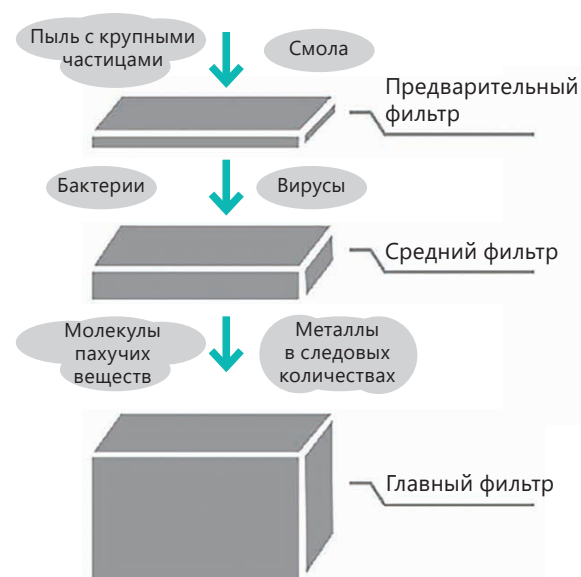 Пыль с крупными
частицами
Смола
Предварительный
фильтр
Бактерии
Вирусы
Средний фильтр
Молекулы
пахучих
веществ
Металлы
в следовых
количествах
Главный фильтр